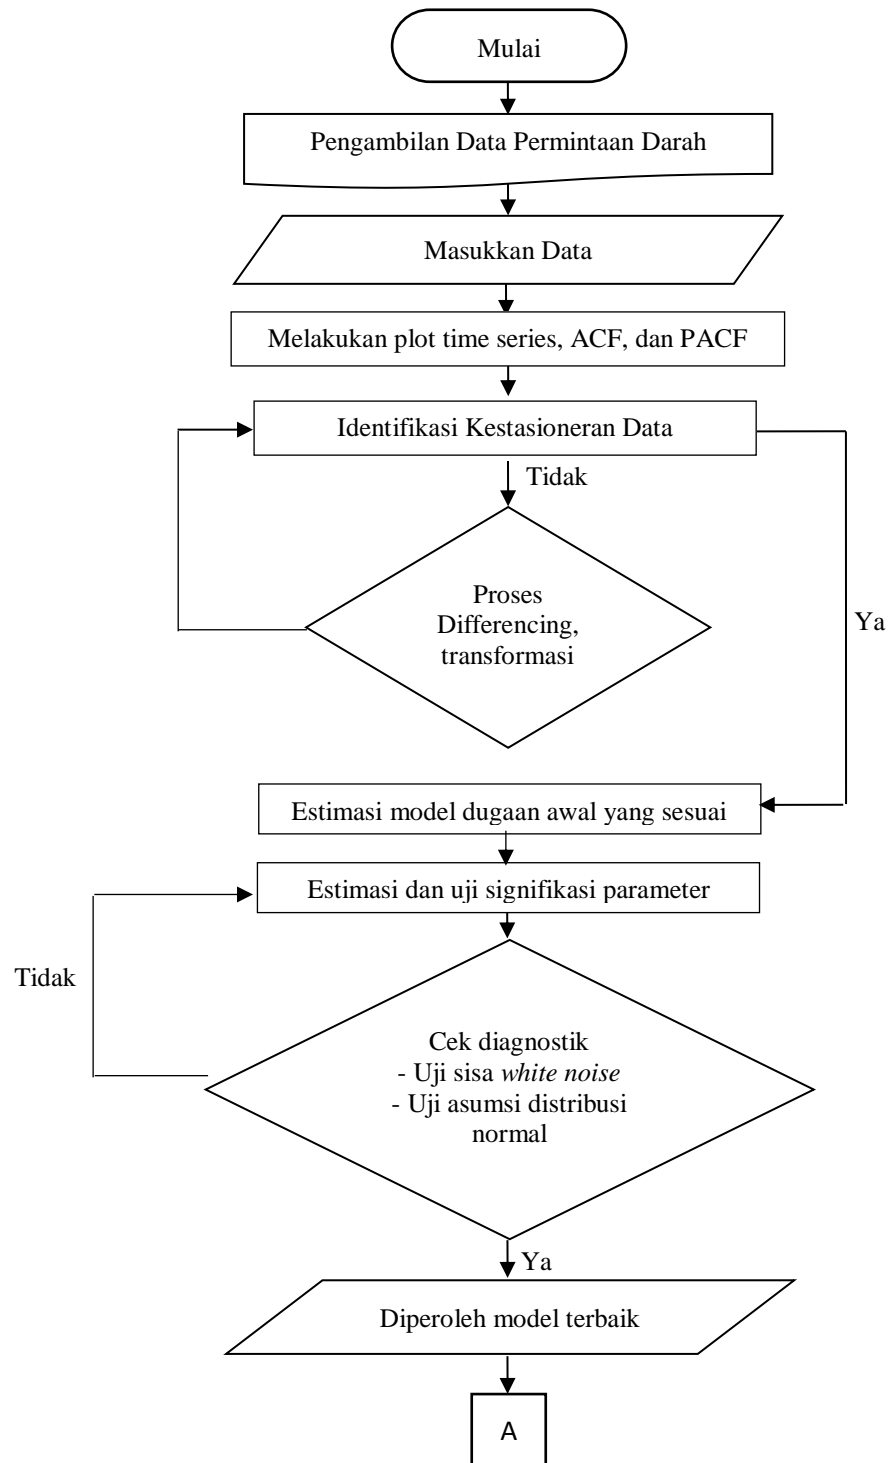 Mulai
Pengambilan Data Permintaan Darah
Masukkan Data
Melakukan plot time series, ACF, dan PACF
Identifikasi Kestasioneran Data
Tidak
Proses
Differencing,
transformasi
Ya
Estimasi model dugaan awal yang sesuai
Estimasi dan uji signifikasi parameter
Tidak
Cek diagnostik
- Uji sisa white noise
- Uji asumsi distribusi
normal
Ya
Diperoleh model terbaik
A